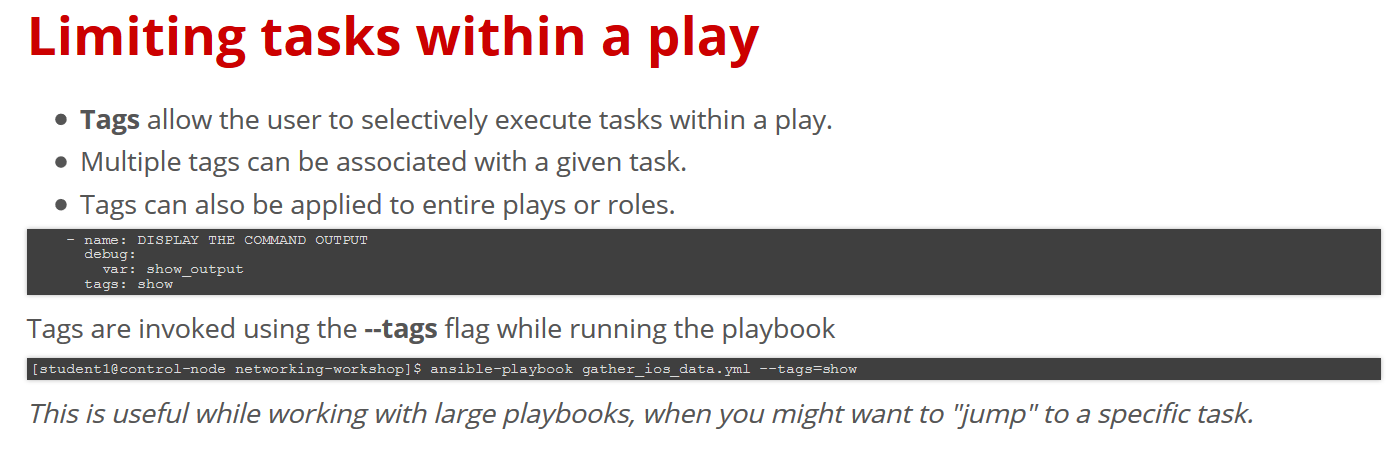 Limiting tasks within a play
Tags allow the user to selectively execute tasks within a play.
Multiple tags can be associated with a given task.
Tags can also be applied to entire plays or roles.
- name: DISPLAY THE COMMAND OUTPUT
debug:
var: show_output
tags: show
Tags are invoked using the --tags flag while running the playbook
[student1@control-node networking-workshop]$ ansible-playbook gather_ios_data.yml --tags=show
This is useful while working with large playbooks, when you might want to "jump" to a specific task.